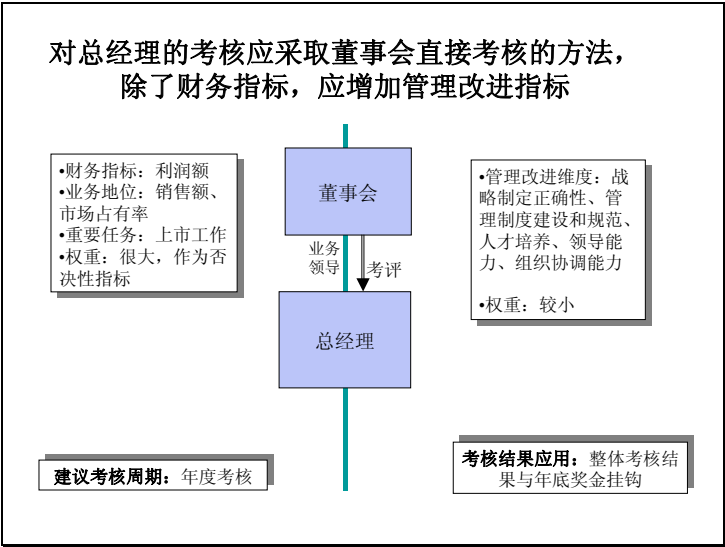 对总经理的考核应采取董事会直接考核的方法，
除了财务指标，应增加管理改进指标
•财务指标：利润额
•业务地位：销售额、
市场占有率
•重要任务：上市工作
•权重：很大，作为否
决性指标
董事会
业务
领导
考评
总经理
•管理改进维度：战
略制定正确性、管
理制度建设和规范、
人才培养、领导能
力、组织协调能力
•权重：较小
建议考核周期：年度考核
考核结果应用：整体考核结
果与年底奖金挂钩